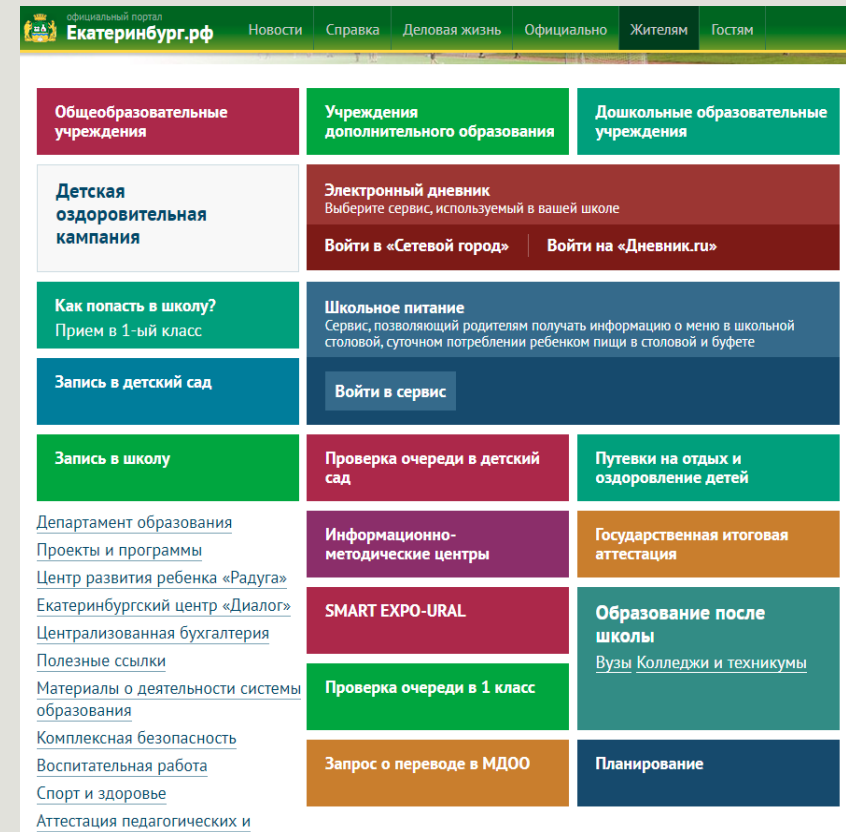 официальный портал
Екатеринбург.рф
Новости
Справка
Деловая жизнь
Официально
Жителям
Гостям
Общеобразовательные
учреждения
Учреждения
дополнительного образования
Дошкольные образовательные
учреждения
Детская
оздоровительная
кампания
Электронный дневник
Выберите сервис, используемый в вашей школе
Войти в «Сетевой город»
Войти на «Дневник.ru»
Как попасть в школу?
Прием в 1-ый класс
Школьное питание
Сервис, позволяющий родителям получать информацию о меню в школьной
столовой, суточном потреблении ребенком пищи в столовой и буфете
Войти в сервис
Запись в детский сад
Запись в школу
Проверка очереди в детский
сад
Путевки на отдых и
оздоровление детей
Информационно-
методические центры
Государственная итоговая
аттестация
SMART EXPO-URAL
Образование после
школы
Вузы Колледжи и техникумы
Проверка очереди в 1 класс
Запрос о переводе в МДОО
Планирование
Департамент образования
Проекты и программы
Центр развития ребенка «Радуга»
Екатеринбургский центр «Диалог»
Централизованная бухгалтерия
Полезные ссылки
Материалы о деятельности системы
образования
Комплексная безопасность
Воспитательная работа
Спорт и здоровье
Аттестация педагогических и